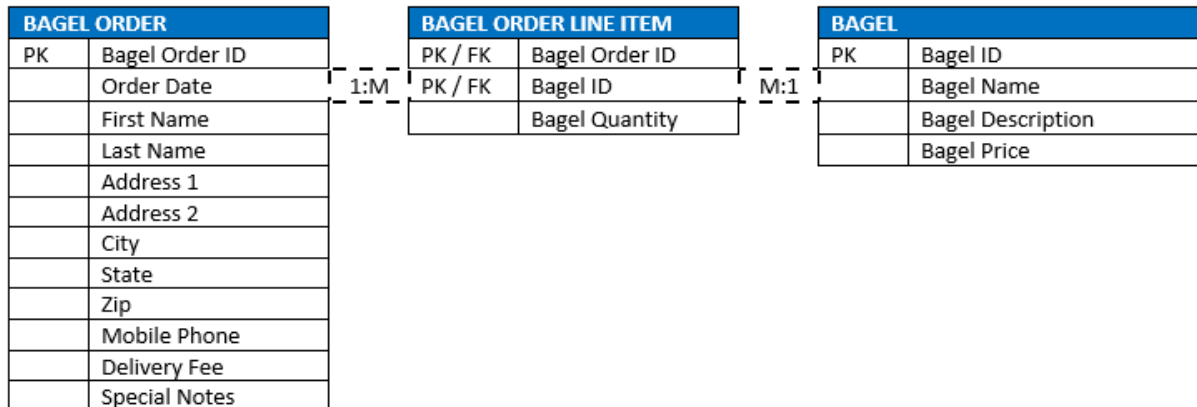 BAGEL ORDER
PK Bagel Order ID
Order Date
First Name
Last Name
Address 1
Address 2
City
State
Zip
Mobile Phone
Delivery Fee
Special Notes
1:M
BAGEL ORDER LINE ITEM
PK / FK Bagel Order ID
PK / FK Bagel ID
Bagel Quantity
M:1
BAGEL
PK Bagel ID
Bagel Name
Bagel Description
Bagel Price